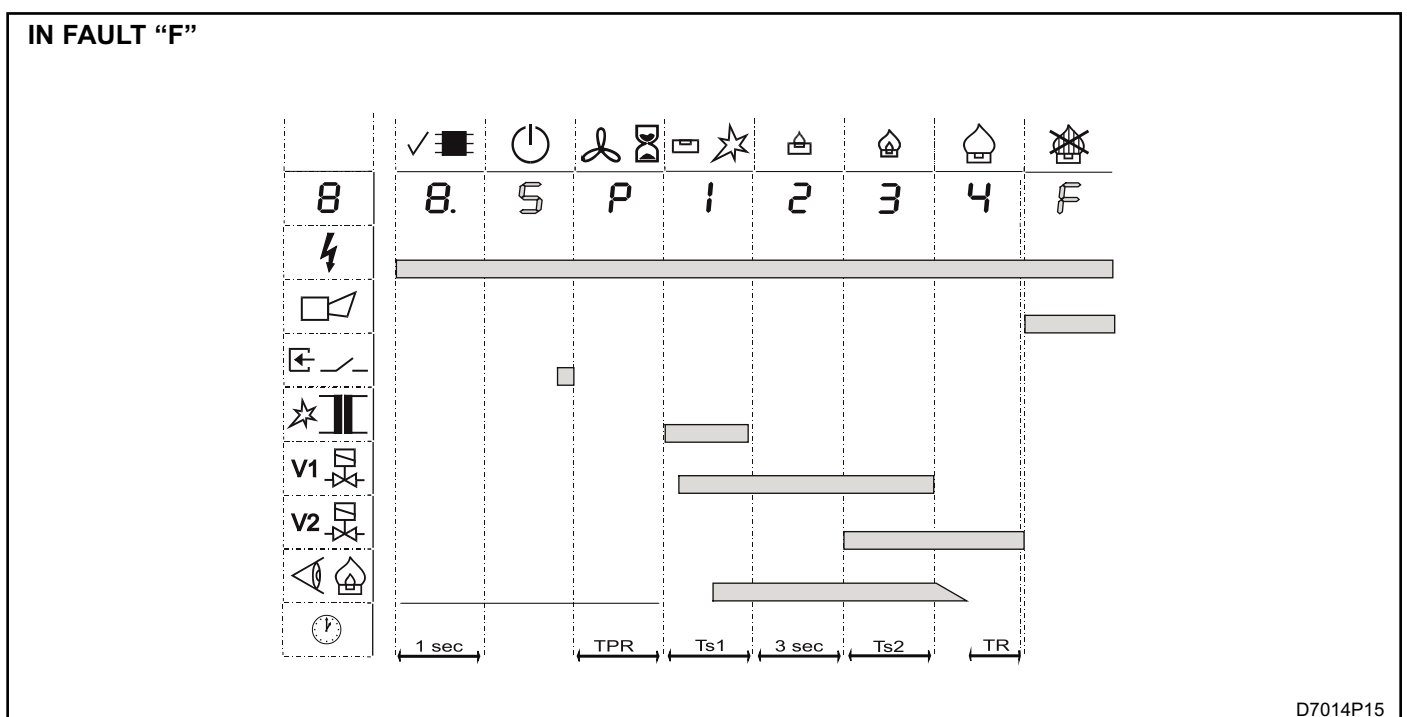 IN FAULT “F”
8 8. S P 1 2 3 4 F
V1
V2
1 sec TPR Ts1 3 sec Ts2 TR
D7014P15